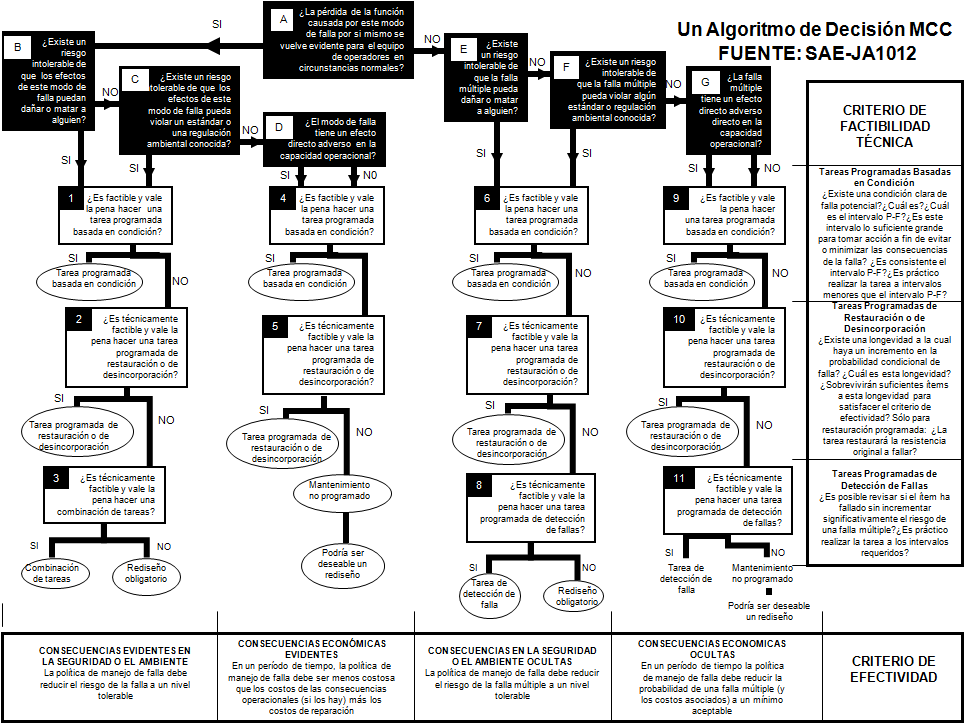 Un Algoritmo de Decisión MCC
FUENTE: SAE-JA1012
A
¿La pérdida de la función
causada por este modo
de falla por si mismo se
vuelve evidente para el equipo
de operadores en
circunstancias normales?
SI
NO
B
¿Existe un
riesgo
intolerable de
que los efectos
de este modo de
falla puedan
dañar o matar a
alguien?
NO
SI
C
¿Existe un riesgo
intolerable de que los
efectos de este
modo de falla pueda
violar un estándar o
una regulación
ambiental conocida?
NO
SI
D
¿El modo de falla
tiene un efecto
directo adverso en la
capacidad operacional?
SI
N0
E
¿Existe
un riesgo
intolerable de
que la falla
múltiple pueda
dañar o matar
a alguien?
NO
SI
F
¿Existe un riesgo
intolerable de
que la falla múltiple
pueda violar algún
estándar o regulación
ambiental conocida?
NO
SI
G
¿La falla
múltiple
tiene un efecto
directo adverso
directo en la
capacidad
operacional?
SI
NO
1
¿Es factible y vale
la pena hacer una
tarea programada
basada en condición?
SI
NO
Tarea programada
basada en condición
2
¿Es técnicamente
factible y vale la
pena hacer una tarea
programada de
restauración o de
desincorporación?
SI
NO
Tarea programada de
restauración o de
desincorporación
3
¿Es técnicamente
factible y vale la
pena hacer una
combinación de tareas?
SI
NO
Combinación
de tareas
Rediseño
obligatorio
4
¿Es factible y vale
la pena hacer una
tarea programada
basada en condición?
SI
NO
Tarea programada
basada en condición
5
¿Es técnicamente
factible y vale la
pena hacer una tarea
programada de
restauración o de
desincorporación?
SI
NO
Tarea programada de
restauración o de
desincorporación
Mantenimiento
no programado
Podría ser
deseable un
rediseño
6
¿Es factible y vale
la pena hacer una
tarea programada
basada en condición?
SI
NO
Tarea programada
basada en condición
7
¿Es técnicamente
factible y vale la
pena hacer una tarea
programada de
restauración o de
desincorporación?
SI
NO
Tarea programada de
restauración o de
desincorporación
8
¿Es técnicamente
factible y vale la
pena hacer una tarea
programada de detección
de fallas?
SI
NO
Tarea de
detección de
falla
Rediseño
obligatorio
9
¿Es factible y vale
la pena hacer
una tarea programada
basada en condición?
SI
NO
Tarea programada
basada en condición
10
¿Es técnicamente
factible y vale la
pena hacer una tarea
programada de
restauración o de
desincorporación?
SI
NO
Tarea programada de
restauración o de
desincorporación
11
¿Es técnicamente
factible y vale la
pena hacer una tarea
programada de detección
de fallas?
SI
NO
Tarea de
detección de
falla
Mantenimiento
no programado
Podría ser deseable
un rediseño
CRITERIO DE
FACTIBILIDAD
TÉCNICA
Tareas Programadas Basadas
en Condición
¿Existe una condición clara de
falla potencial?¿Cuál es?¿Cuál
es el intervalo P-F?¿Es este
intervalo lo suficiente grande
para tomar acción a fin de evitar
o minimizar las consecuencias
de la falla? ¿Es consistente el
intervalo P-F?¿Es práctico
realizar la tarea a intervalos
menores que el intervalo P-F?
Tareas Programadas de
Restauración o de
Desincorporación
¿Existe una longevidad a la cual
haya un incremento en la
probabilidad condicional de
falla? ¿Cuál es esta longevidad?
¿Sobrevivirán suficientes ítems
a esta longevidad para
satisfacer el criterio de
efectividad? Sólo para
restauración programada: ¿La
tarea restaurará la resistencia
original a fallar?
Tareas Programadas de
Detección de Fallas
¿Es posible revisar si el ítem ha
fallado sin incrementar
significativamente el riesgo de
una falla múltiple?¿Es práctico
realizar la tarea a los intervalos
requeridos?
CONSECUENCIAS EVIDENTES EN
LA SEGURIDAD O EL AMBIENTE
La política de manejo de falla debe
reducir el riesgo de la falla a un nivel
tolerable
CONSECUENCIAS ECONÓMICAS
EVIDENTES
En un período de tiempo, la política de
manejo de falla debe ser menos costosa
que los costos de las consecuencias
operacionales (si los hay) más los
costos de reparación
CONSECUENCIAS EN LA SEGURIDAD
O EL AMBIENTE OCULTAS
La política de manejo de falla debe reducir
el riesgo de la falla múltiple a un nivel
tolerable
CONSECUENCIAS ECONOMICAS
OCULTAS
En un período de tiempo la política
de manejo de falla debe reducir la
probabilidad de una falla múltiple (y
los costos asociados) a un mínimo
aceptable
CRITERIO DE
EFECTIVIDAD